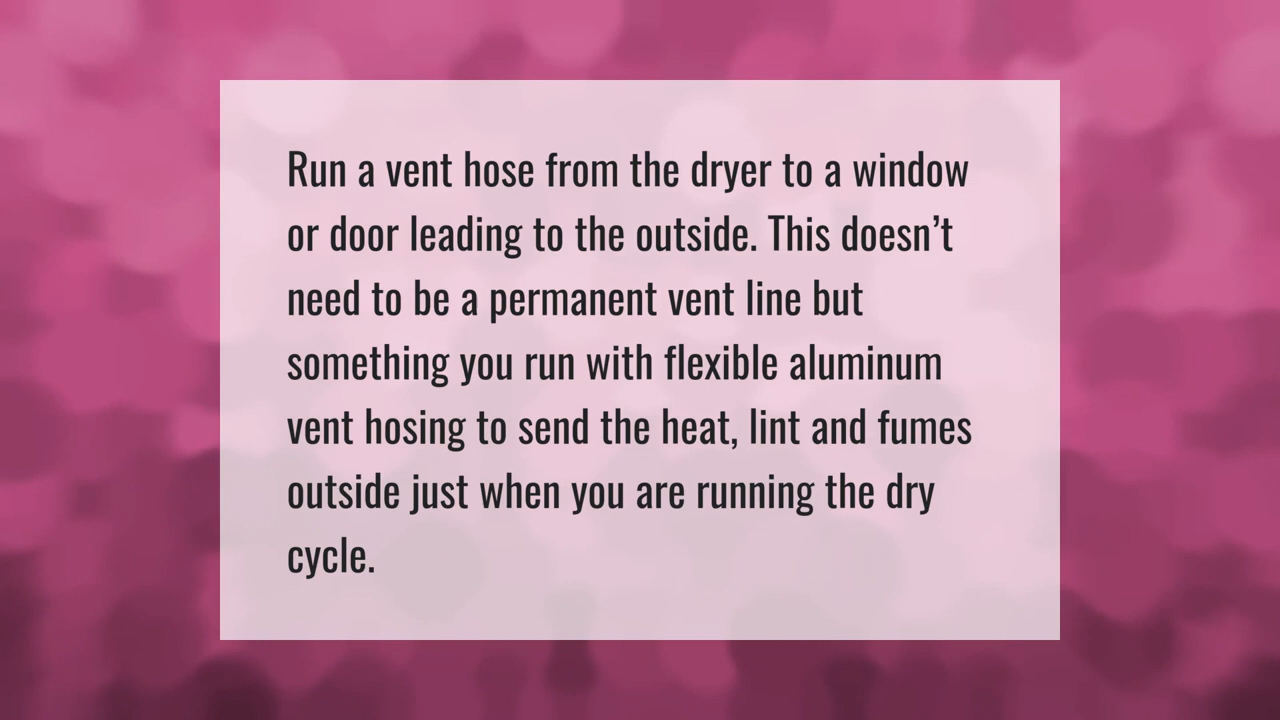 Run a vent hose from the dryer to a window
or door leading to the outside. This doesn’t
need to be a permanent vent line but
something you run with flexible aluminum
vent hosing to send the heat, lint and fumes
outside just when you are running the dry
cycle.